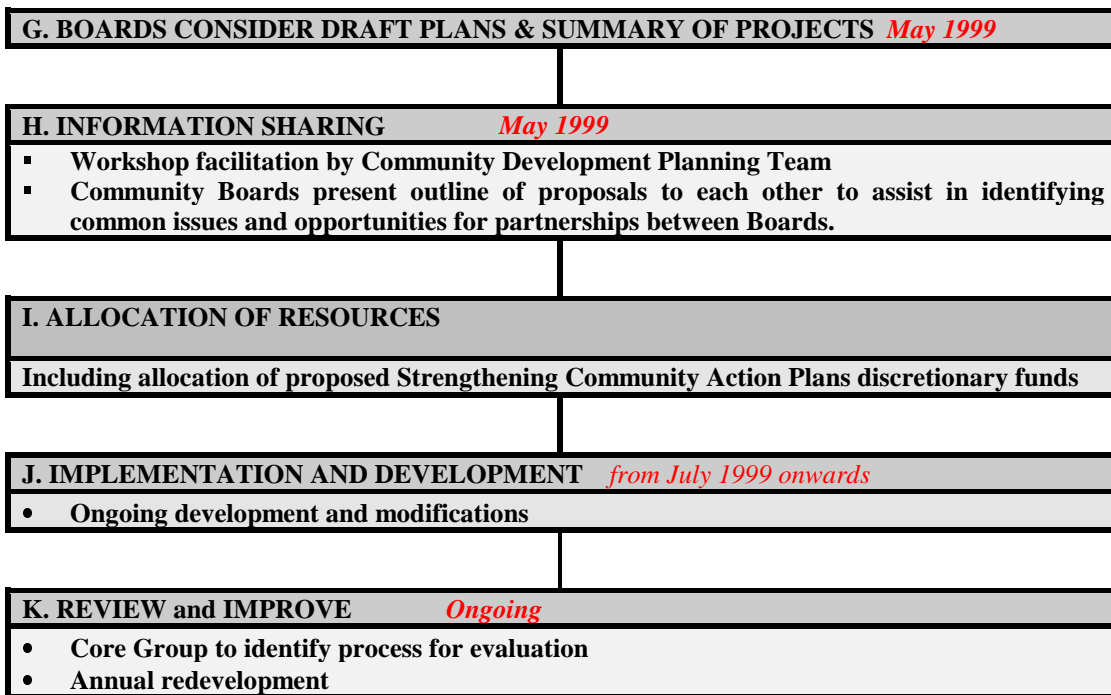 G. BOARDS CONSIDER DRAFT PLANS & SUMMARY OF PROJECTS May 1999
H. INFORMATION SHARING May 1999
▪ Workshop facilitation by Community Development Planning Team
▪ Community Boards present outline of proposals to each other to assist in identifying
common issues and opportunities for partnerships between Boards.
I. ALLOCATION OF RESOURCES
Including allocation of proposed Strengthening Community Action Plans discretionary funds
J. IMPLEMENTATION AND DEVELOPMENT from July 1999 onwards
• Ongoing development and modifications
K. REVIEW and IMPROVE Ongoing
• Core Group to identify process for evaluation
• Annual redevelopment